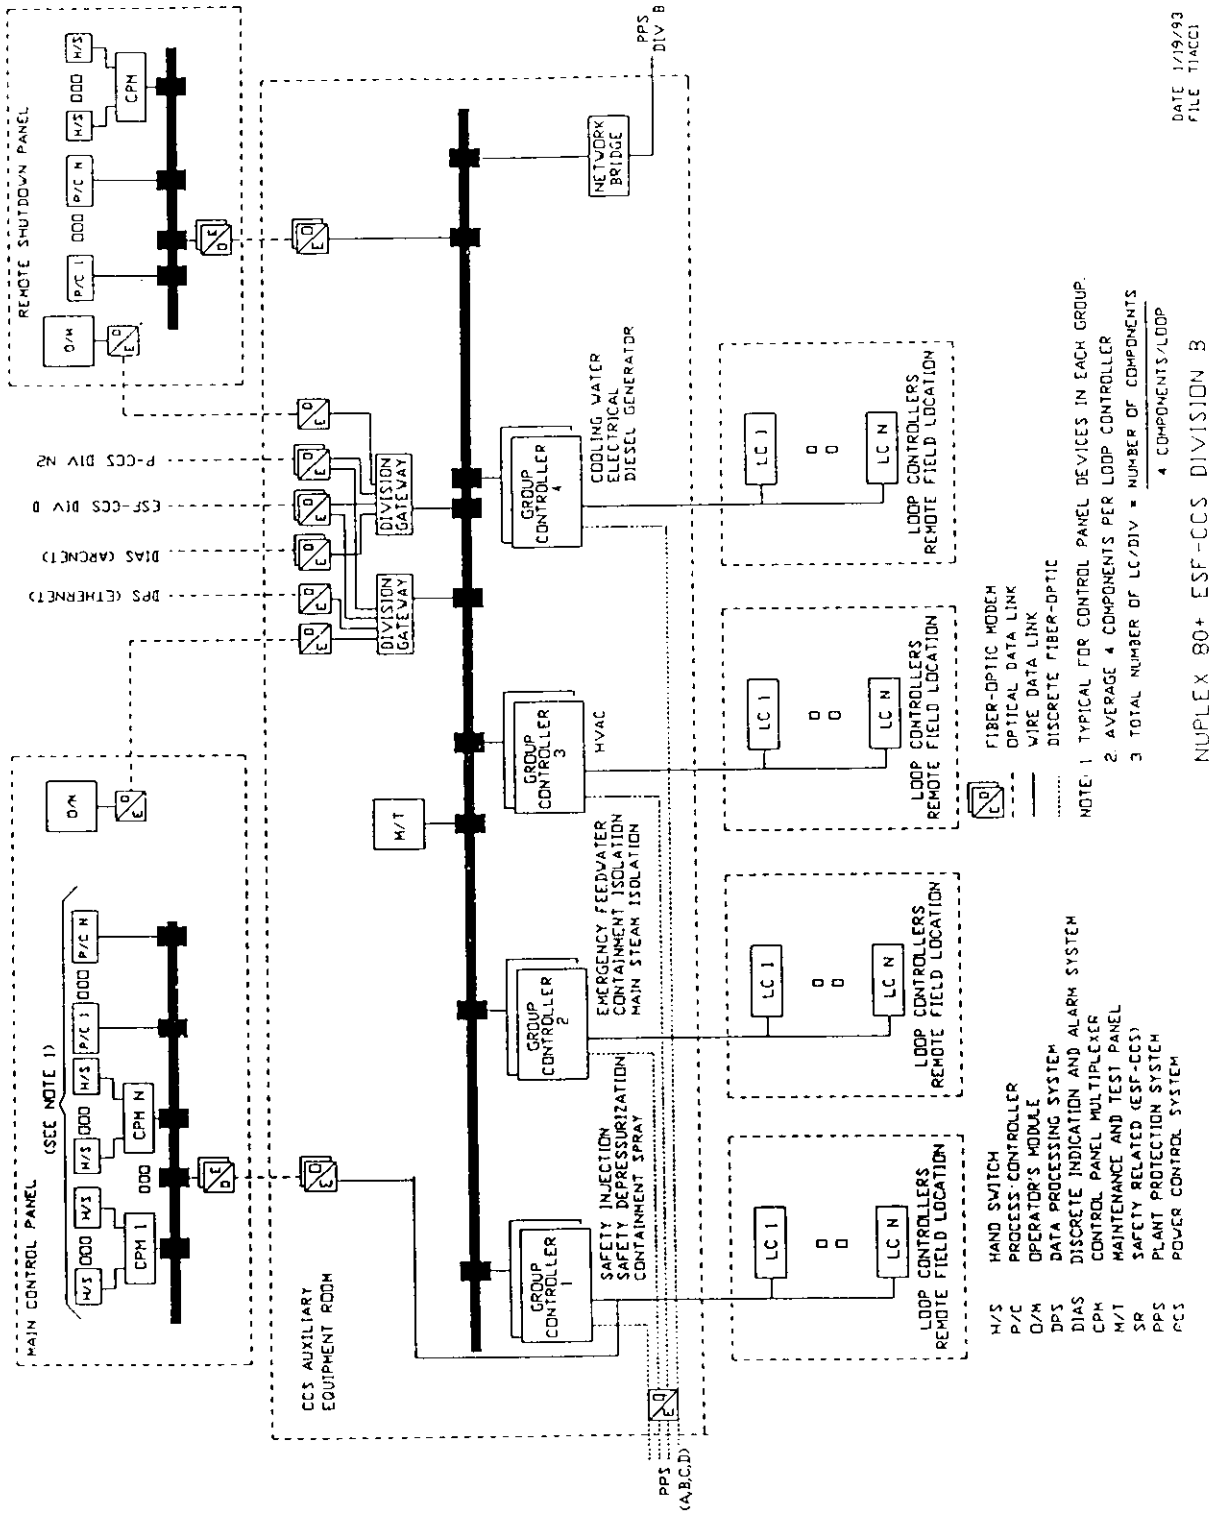 MAIN CONTROL PANEL
(SEE NOTE 1)
H/S
H/S
CPM 1
H/S
H/S
CPM N
P/C 1
P/C N
O/M
E
O
O
E
REMOTE SHUTDOWN PANEL
O/M
E
O
P/C 1
P/C N
H/S
H/S
CPM
O
E
CCS AUXILIARY
EQUIPMENT ROOM
E
O
M/T
E
O
DPS (ETHERNET)
E
O
DIAS (ARCNET)
E
O
ESF-CCS DIV D
E
O
P-CCS DIV N2
E
O
E
O
E
O
DIVISION
GATEWAY
DIVISION
GATEWAY
NETWORK
BRIDGE
PPS
DIV B
GROUP
CONTROLLER
1
SAFETY INJECTION
SAFETY DEPRESSURIZATION
CONTAINMENT SPRAY
GROUP
CONTROLLER
2
EMERGENCY FEEDWATER
CONTAINMENT ISOLATION
MAIN STEAM ISOLATION
GROUP
CONTROLLER
3
HVAC
GROUP
CONTROLLER
4
COOLING WATER
ELECTRICAL
DIESEL GENERATOR
PPS
(A,B,C,D)
E
O
LC 1
LC N
LOOP CONTROLLERS
REMOTE FIELD LOCATION
LC 1
LC N
LOOP CONTROLLERS
REMOTE FIELD LOCATION
LC 1
LC N
LOOP CONTROLLERS
REMOTE FIELD LOCATION
LC 1
LC N
LOOP CONTROLLERS
REMOTE FIELD LOCATION
H/S HAND SWITCH
P/C PROCESS-CONTROLLER
O/M OPERATOR'S MODULE
DPS DATA PROCESSING SYSTEM
DIAS DISCRETE INDICATION AND ALARM SYSTEM
CPM CONTROL PANEL MULTIPLEXER
M/T MAINTENANCE AND TEST PANEL
SR SAFETY RELATED (ESF-CCS)
PPS PLANT PROTECTION SYSTEM
PCS POWER CONTROL SYSTEM
E
O
FIBER-OPTIC MODEM
OPTICAL DATA LINK
WIRE DATA LINK
DISCRETE FIBER-OPTIC
NOTE: 1 TYPICAL FOR CONTROL PANEL DEVICES IN EACH GROUP.
2. AVERAGE 4 COMPONENTS PER LOOP CONTROLLER
3 TOTAL NUMBER OF LC/DIV = NUMBER OF COMPONENTS
4 COMPONENTS/LOOP
NUPLEX 80+ ESF-CCS DIVISION B
DATE 1/19/93
FILE T1ACC1